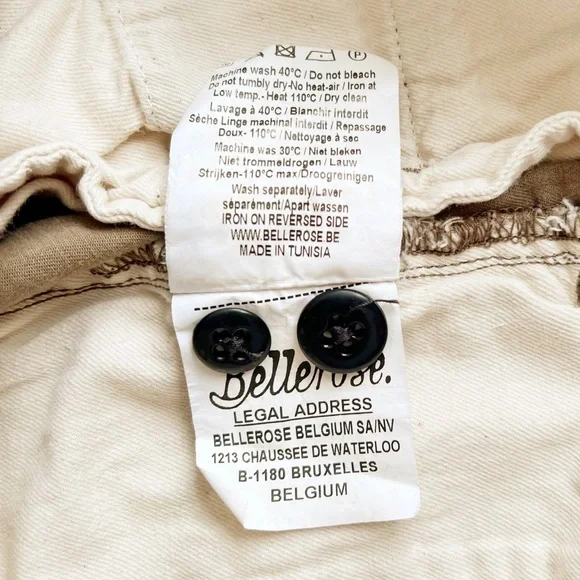 Machine wash 40°C / Do not bleach
Do not tumbly dry-No heat-air / Iron at
Low temp.- Heat 110°C / Dry clean
Lavage à 40°C / Blanchir interdit
Sèche Linge machinal interdit / Repassage
Doux- 110°C / Nettoyage à sec
Machine was 30°C / Niet bleken
Niet trommeldrogen / Lauw
Strijken-110°C max/Droogreinigen
Wash separately/Laver
séparément/Apart wassen
IRON ON REVERSED SIDE
WWW.BELLEROSE.BE
MADE IN TUNISIA
Bellerose.
LEGAL ADDRESS
BELLEROSE BELGIUM SA/NV
1213 CHAUSSEE DE WATERLOO
B-1180 BRUXELLES
BELGIUM